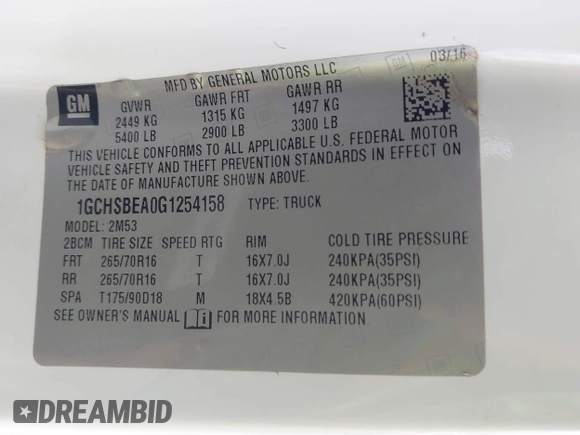 MFD BY GENERAL MOTORS LLC 03/16
GM
GVWR GAWR FRT GAWR RR
2449 KG 1315 KG 1497 KG
5400 LB 2900 LB 3300 LB
THIS VEHICLE CONFORMS TO ALL APPLICABLE U.S. FEDERAL MOTOR
VEHICLE SAFETY AND THEFT PREVENTION STANDARDS IN EFFECT ON
THE DATE OF MANUFACTURE SHOWN ABOVE.
1GCHSBEA0G1254158 TYPE: TRUCK
MODEL: 2M53
2BCM TIRE SIZE SPEED RTG RIM COLD TIRE PRESSURE
FRT 265/70R16 T 16X7.0J 240KPA(35PSI)
RR 265/70R16 T 16X7.0J 240KPA(35PSI)
SPA T175/90D18 M 18X4.5B 420KPA(60PSI)
SEE OWNER'S MANUAL i FOR MORE INFORMATION.
DREAMBID